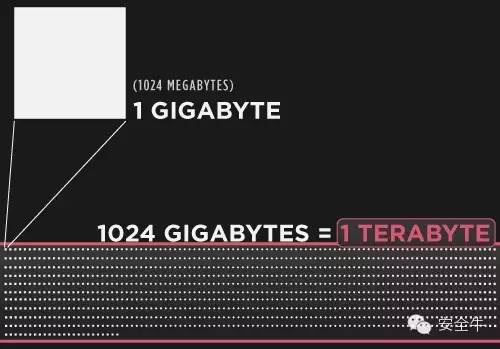 (1024 MEGABYTES)
1 GIGABYTE
1024 GIGABYTES = 1 TERABYTE
安全牛